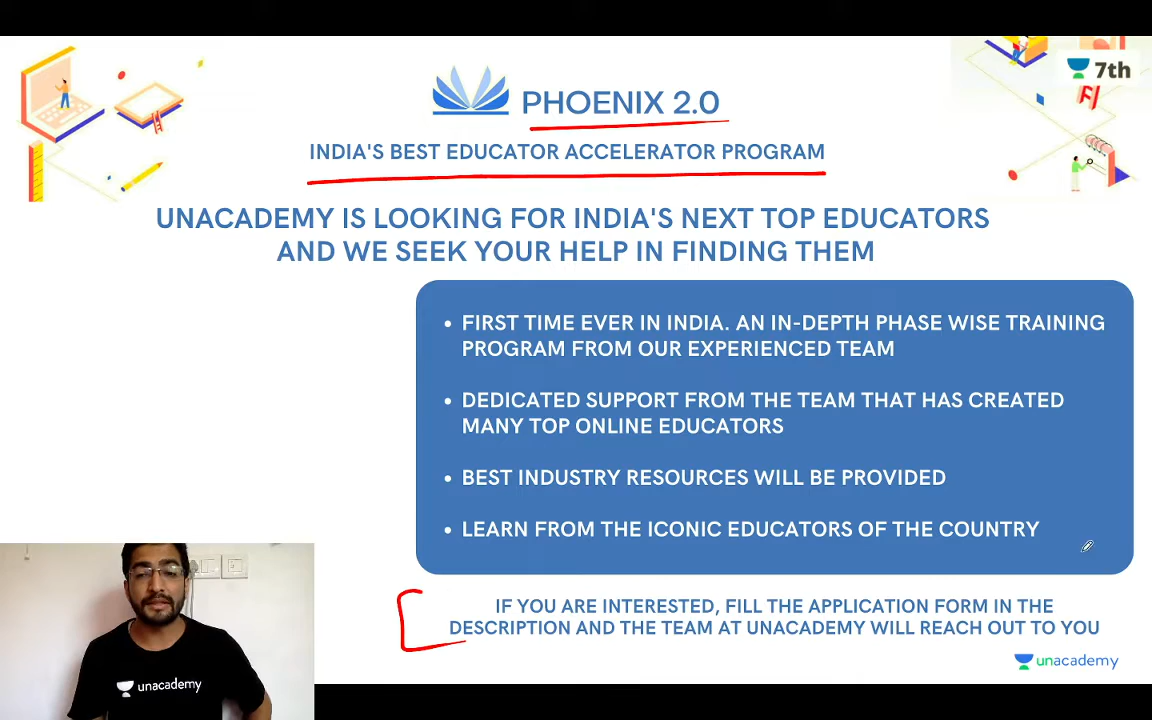 7th
PHOENIX 2.0
INDIA'S BEST EDUCATOR ACCELERATOR PROGRAM
UNACADEMY IS LOOKING FOR INDIA'S NEXT TOP EDUCATORS
AND WE SEEK YOUR HELP IN FINDING THEM
• FIRST TIME EVER IN INDIA. AN IN-DEPTH PHASE WISE TRAINING
PROGRAM FROM OUR EXPERIENCED TEAM
• DEDICATED SUPPORT FROM THE TEAM THAT HAS CREATED
MANY TOP ONLINE EDUCATORS
• BEST INDUSTRY RESOURCES WILL BE PROVIDED
• LEARN FROM THE ICONIC EDUCATORS OF THE COUNTRY
IF YOU ARE INTERESTED, FILL THE APPLICATION FORM IN THE
DESCRIPTION AND THE TEAM AT UNACADEMY WILL REACH OUT TO YOU
unacademy
unacademy